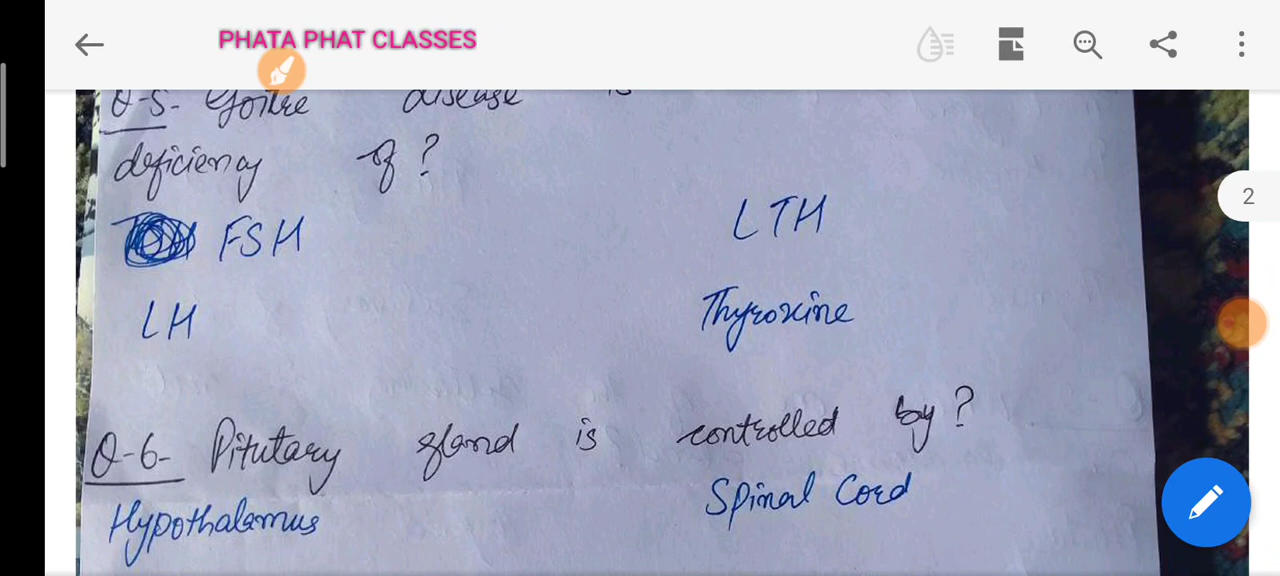 PHATA PHAT CLASSES
Q-5- Goitre disease is
deficiency of ?
FSH LTH
LH Thyroxine
2
Q-6- Pitutary gland is controlled by ?
Hypothalamus Spinal Cord